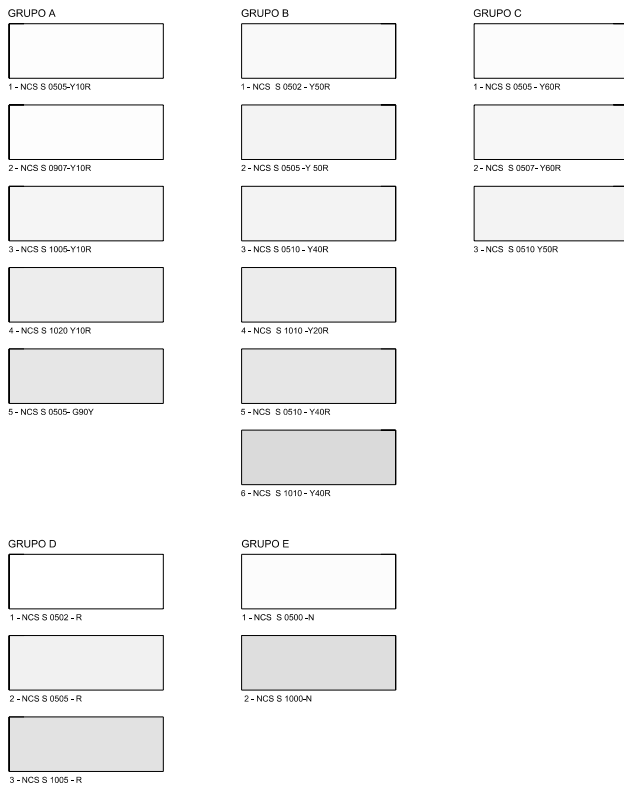 GRUPO A
1 - NCS S 0505-Y10R
2 - NCS S 0907-Y10R
3 - NCS S 1005-Y10R
4 - NCS S 1020 Y10R
5 - NCS S 0505- G90Y
GRUPO B
1 - NCS S 0502 - Y50R
2 - NCS S 0505 -Y 50R
3 - NCS S 0510 - Y40R
4 - NCS S 1010 -Y20R
5 - NCS S 0510 - Y40R
6 - NCS S 1010 - Y40R
GRUPO C
1 - NCS S 0505 - Y60R
2 - NCS S 0507- Y60R
3 - NCS S 0510 Y50R
GRUPO D
1 - NCS S 0502 - R
2 - NCS S 0505 - R
3 - NCS S 1005 - R
GRUPO E
1 - NCS S 0500 -N
2 - NCS S 1000-N